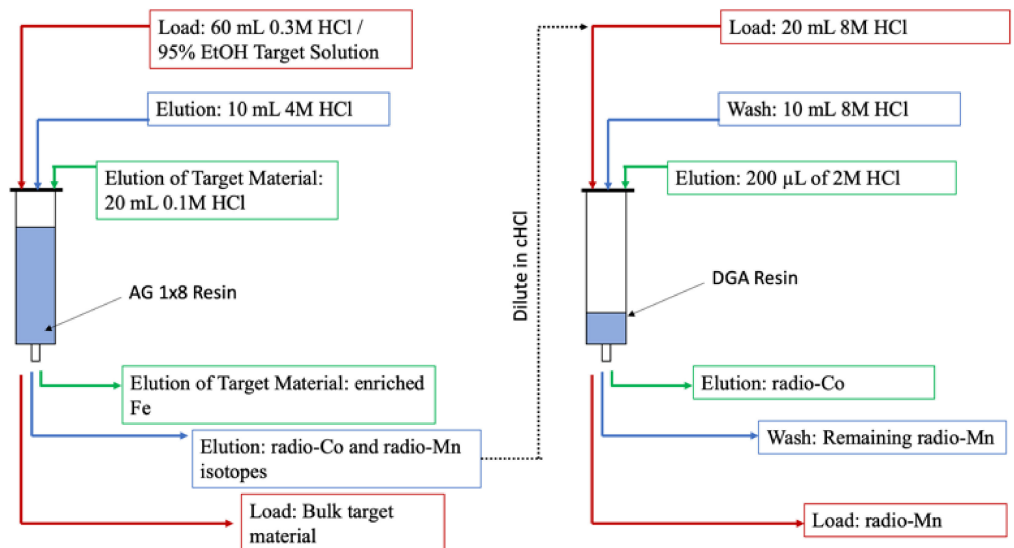 Load: 60 mL 0.3M HCl /
95% EtOH Target Solution
Elution: 10 mL 4M HCl
Elution of Target Material:
20 mL 0.1M HCl
AG 1x8 Resin
Elution of Target Material: enriched
Fe
Elution: radio-Co and radio-Mn
isotopes
Load: Bulk target
material
Dilute in cHCl
Load: 20 mL 8M HCl
Wash: 10 mL 8M HCl
Elution: 200 µL of 2M HCl
DGA Resin
Elution: radio-Co
Wash: Remaining radio-Mn
Load: radio-Mn